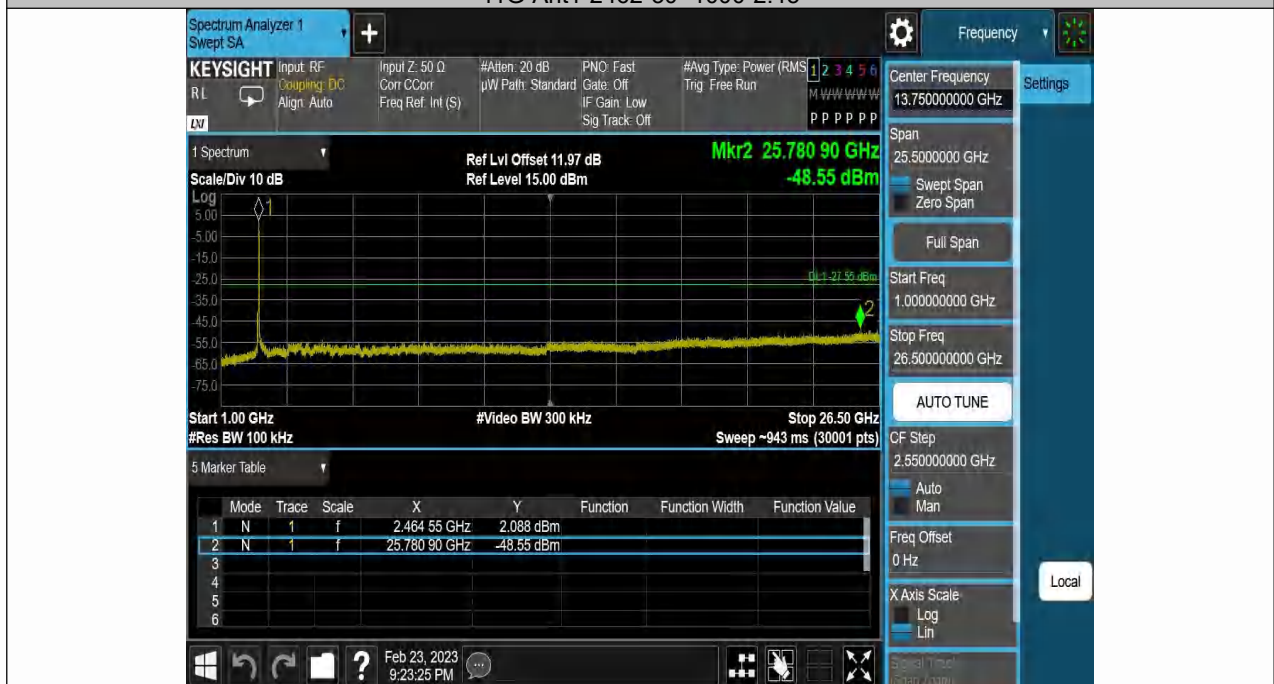 Spectrum Analyzer 1
Swept SA
Frequency
KEYSIGHT
RL
LXI
Input: RF
Coupling: DC
Align: Auto
Input Z: 50 Ω
Corr CCorr
Freq Ref: Int (S)
#Atten: 20 dB
µW Path: Standard
PNO: Fast
Gate: Off
IF Gain: Low
Sig Track: Off
#Avg Type: Power (RMS
Trig: Free Run
1 2 3 4 5 6
M W W W W W
P P P P P P
Center Frequency
13.750000000 GHz
Settings
1 Spectrum
Scale/Div 10 dB
Ref Lvl Offset 11.97 dB
Ref Level 15.00 dBm
Mkr2 25.780 90 GHz
-48.55 dBm
Span
25.5000000 GHz
Swept Span
Zero Span
Full Span
Log
5.00
-5.00
-15.0
-25.0
-35.0
-45.0
-55.0
-65.0
-75.0
1
DL1 -27.55 dBm
2
Start Freq
1.000000000 GHz
Stop Freq
26.500000000 GHz
AUTO TUNE
Start 1.00 GHz
#Video BW 300 kHz
Stop 26.50 GHz
#Res BW 100 kHz
Sweep ~943 ms (30001 pts)
CF Step
2.550000000 GHz
Auto
Man
5 Marker Table
Mode Trace Scale X Y Function Function Width Function Value
1 N 1 f 2.464 55 GHz 2.088 dBm
2 N 1 f 25.780 90 GHz -48.55 dBm
3
4
5
6
Freq Offset
0 Hz
Local
X Axis Scale
Log
Lin
Feb 23, 2023
9:23:25 PM